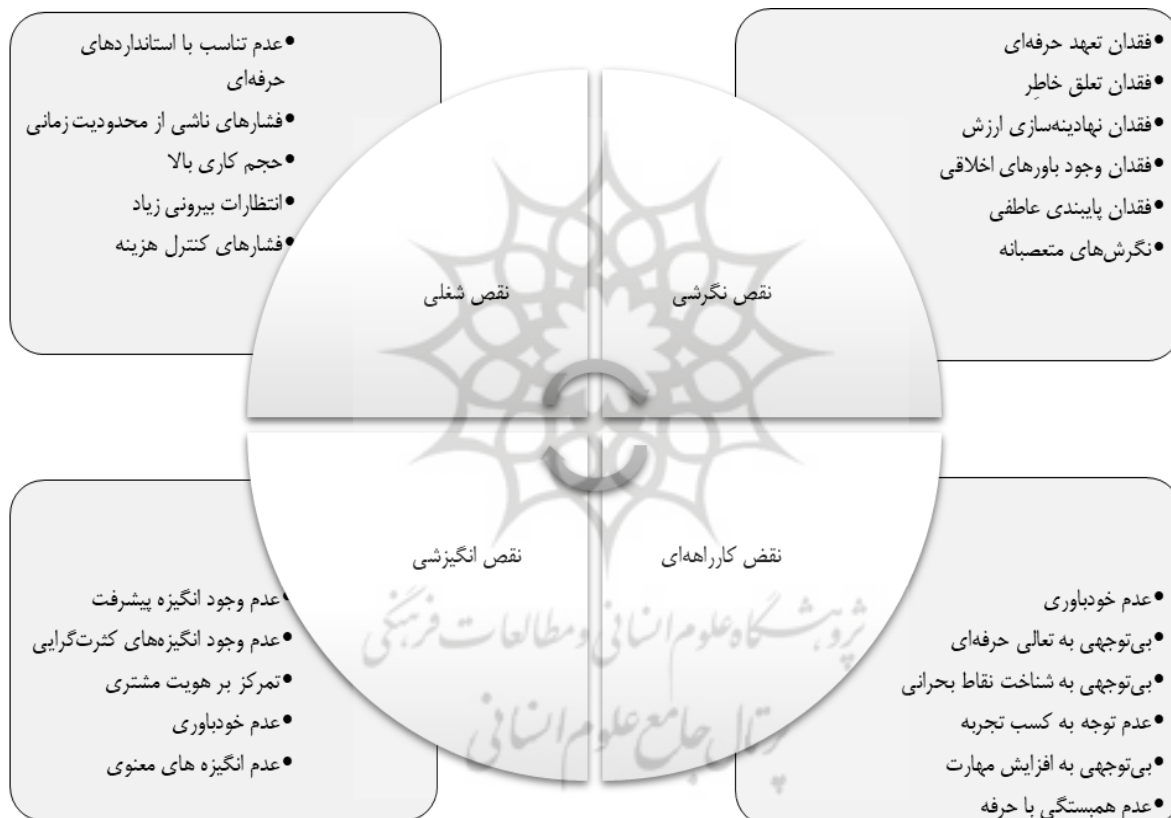 •فقدان تعهد حرفه‌ای
•فقدان تعلق خاطِر
•فقدان نهادینه‌سازی ارزش
•فقدان وجود باورهای اخلاقی
•فقدان پایبندی عاطفی
•نگرش‌های متعصبانه
•عدم تناسب با استانداردهای
حرفه‌ای
•فشارهای ناشی از محدودیت زمانی
•حجم کاری بالا
•انتظارات بیرونی زیاد
•فشارهای کنترل هزینه
نقص نگرشی
نقص شغلی
نقض کارراهه‌ای
نقص انگیزشی
•عدم خودباوری
•بی‌توجهی به تعالی حرفه‌ای
•بی‌توجهی به شناخت نقاط بحرانی
•عدم توجه به کسب تجربه
•بی‌توجهی به افزایش مهارت
•عدم همبستگی با حرفه
•عدم وجود انگیزه پیشرفت
•عدم وجود انگیزه‌های کثرت‌گرایی
•تمرکز بر هویت مشتری
•عدم خودباوری
•عدم انگیزه های معنوی
پژوهشگاه علوم انسانی و مطالعات فرهنگی
پرتال جامع علوم انسانی